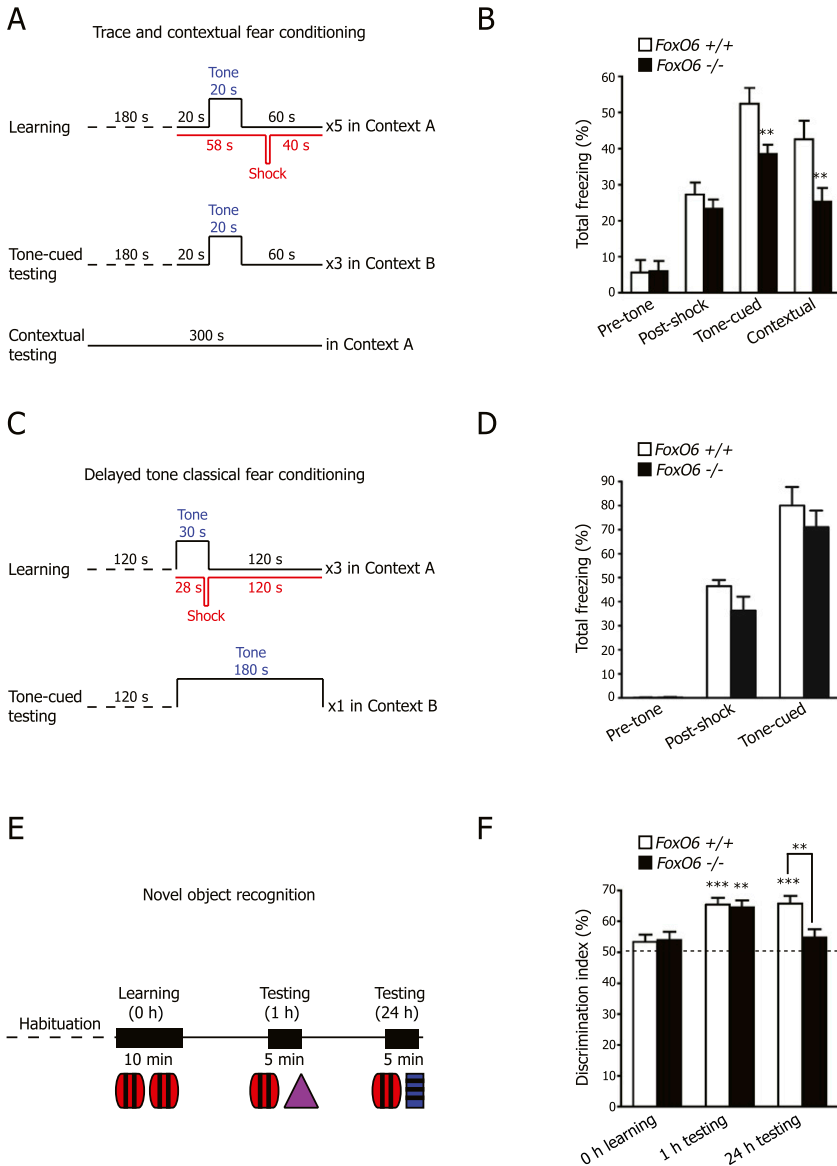 A
Trace and contextual fear conditioning
Tone
20 s
Learning
180 s
20 s
60 s
x5 in Context A
58 s
40 s
Shock
Tone
20 s
Tone-cued
testing
180 s
20 s
60 s
x3 in Context B
Contextual
testing
300 s
in Context A
B
FoxO6 +/+
FoxO6 -/-
Total freezing (%)
60
50
40
30
20
10
0
**
**
Pre-tone
Post-shock
Tone-cued
Contextual
C
Delayed tone classical fear conditioning
Tone
30 s
Learning
120 s
120 s
x3 in Context A
28 s
120 s
Shock
Tone
180 s
Tone-cued
testing
120 s
x1 in Context B
D
FoxO6 +/+
FoxO6 -/-
Total freezing (%)
90
80
70
60
50
40
30
20
10
0
Pre-tone
Post-shock
Tone-cued
E
Novel object recognition
Habituation
Learning
(0 h)
10 min
Testing
(1 h)
5 min
Testing
(24 h)
5 min
F
FoxO6 +/+
FoxO6 -/-
Discrimination index (%)
70
60
50
40
30
20
10
0
***
**
***
**
0 h learning
1 h testing
24 h testing